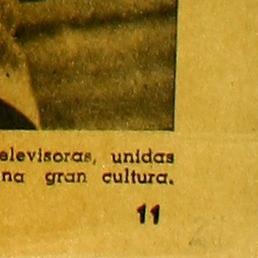 elevisoras, unidas
na gran cultura.
11